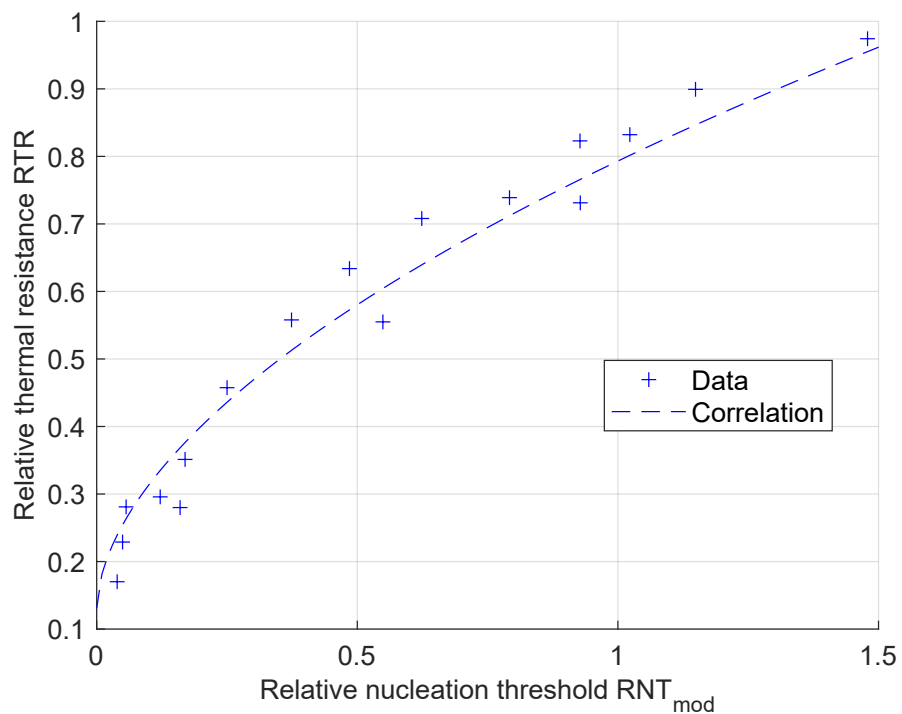 1
0.9
0.8
0.7
0.6
0.5
0.4
0.3
0.2
0.1
Relative thermal resistance RTR
Data
Correlation
0 0.5 1 1.5
Relative nucleation threshold RNT_mod